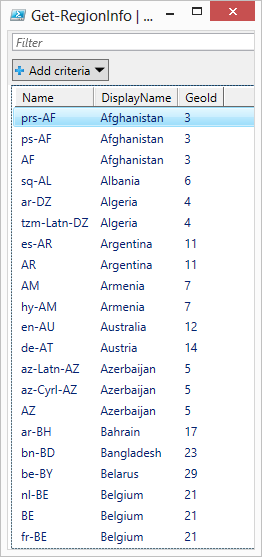 Get-RegionInfo | ...
Filter
Add criteria
Name DisplayName GeoId
prs-AF Afghanistan 3
ps-AF Afghanistan 3
AF Afghanistan 3
sq-AL Albania 6
ar-DZ Algeria 4
tzm-Latn-DZ Algeria 4
es-AR Argentina 11
AR Argentina 11
AM Armenia 7
hy-AM Armenia 7
en-AU Australia 12
de-AT Austria 14
az-Latn-AZ Azerbaijan 5
az-Cyrl-AZ Azerbaijan 5
AZ Azerbaijan 5
ar-BH Bahrain 17
bn-BD Bangladesh 23
be-BY Belarus 29
nl-BE Belgium 21
BE Belgium 21
fr-BE Belgium 21